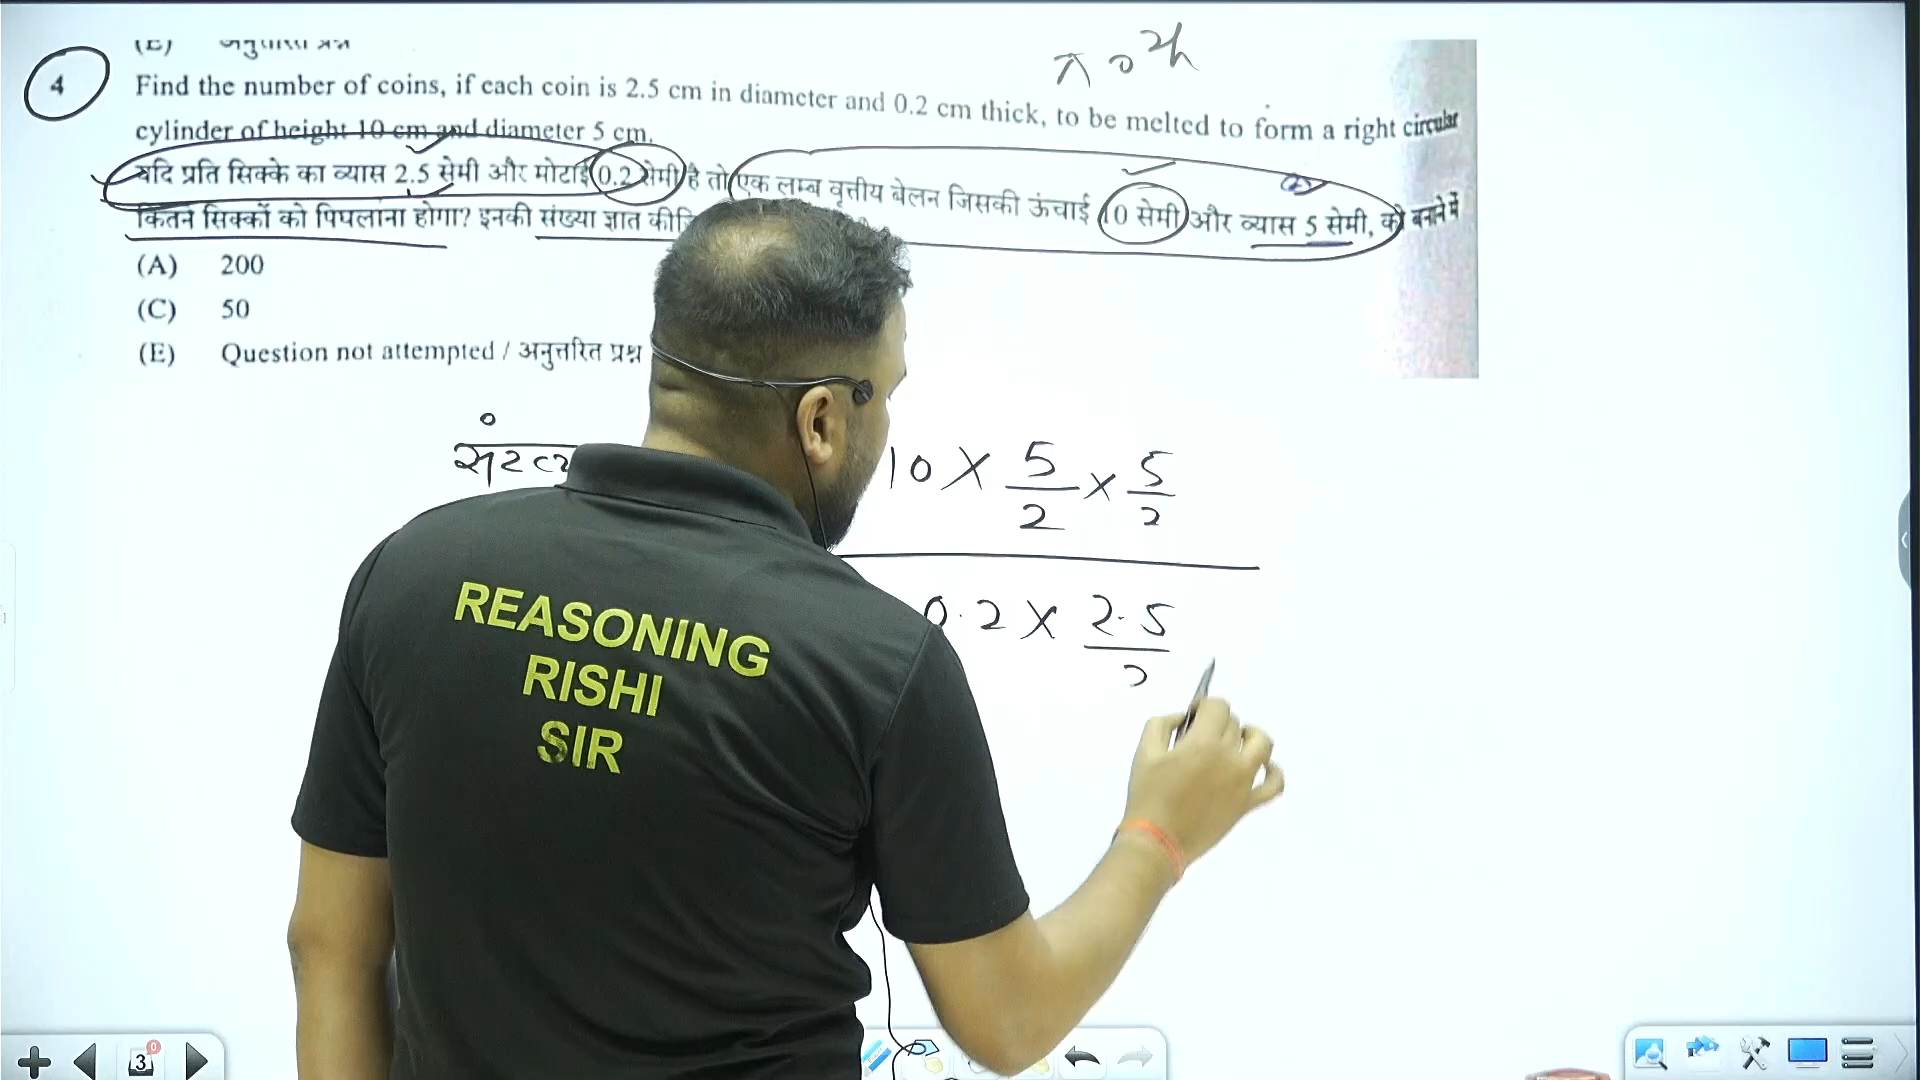 4
Find the number of coins, if each coin is 2.5 cm in diameter and 0.2 cm thick, to be melted to form a right circular
cylinder of height 10 cm and diameter 5 cm.
यदि प्रति सिक्के का व्यास 2.5 सेमी और मोटाई 0.2 सेमी है तो एक लम्ब वृत्तीय बेलन जिसकी ऊंचाई 10 सेमी और व्यास 5 सेमी, को बनाने में
कितने सिक्कों को पिघलाना होगा? इनकी संख्या ज्ञात
(A) 200
(C) 50
(E) Question not attempted / अनुत्तरित प्रश्न
10 × 5/2 × 5/2
0.2 × 2.5/2
REASONING
RISHI
SIR
3
0